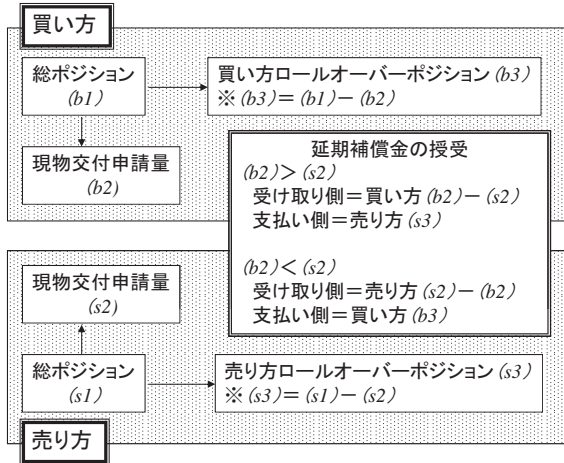 買い方
総ポジション
(b1)
買い方ロールオーバーポジション(b3)
※(b3)=(b1)−(b2)
現物交付申請量
(b2)
延期補償金の授受
(b2)>(s2)
受け取り側=買い方(b2)−(s2)
支払い側=売り方(s3)
(b2)<(s2)
受け取り側=売り方(s2)−(b2)
支払い側=買い方(b3)
現物交付申請量
(s2)
総ポジション
(s1)
売り方ロールオーバーポジション(s3)
※(s3)=(s1)−(s2)
売り方